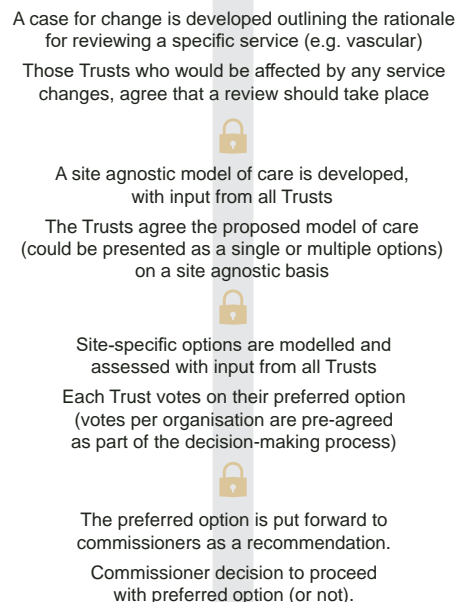 A case for change is developed outlining the rationale
for reviewing a specific service (e.g. vascular)
Those Trusts who would be affected by any service
changes, agree that a review should take place
A site agnostic model of care is developed,
with input from all Trusts
The Trusts agree the proposed model of care
(could be presented as a single or multiple options)
on a site agnostic basis
Site-specific options are modelled and
assessed with input from all Trusts
Each Trust votes on their preferred option
(votes per organisation are pre-agreed
as part of the decision-making process)
The preferred option is put forward to
commissioners as a recommendation.
Commissioner decision to proceed
with preferred option (or not).